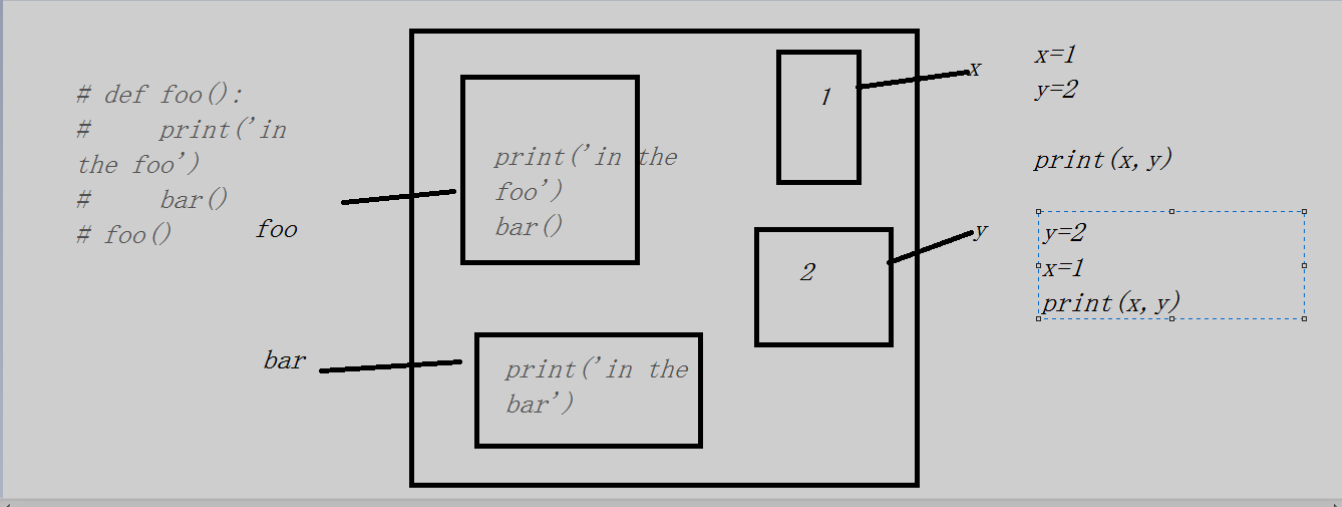 # def foo():
#     print('in
the foo')
#     bar()
# foo()
foo
bar
print('in the
foo')
bar()
print('in the
bar')
1
x
2
y
x=1
y=2
print(x,y)
y=2
x=1
print(x,y)